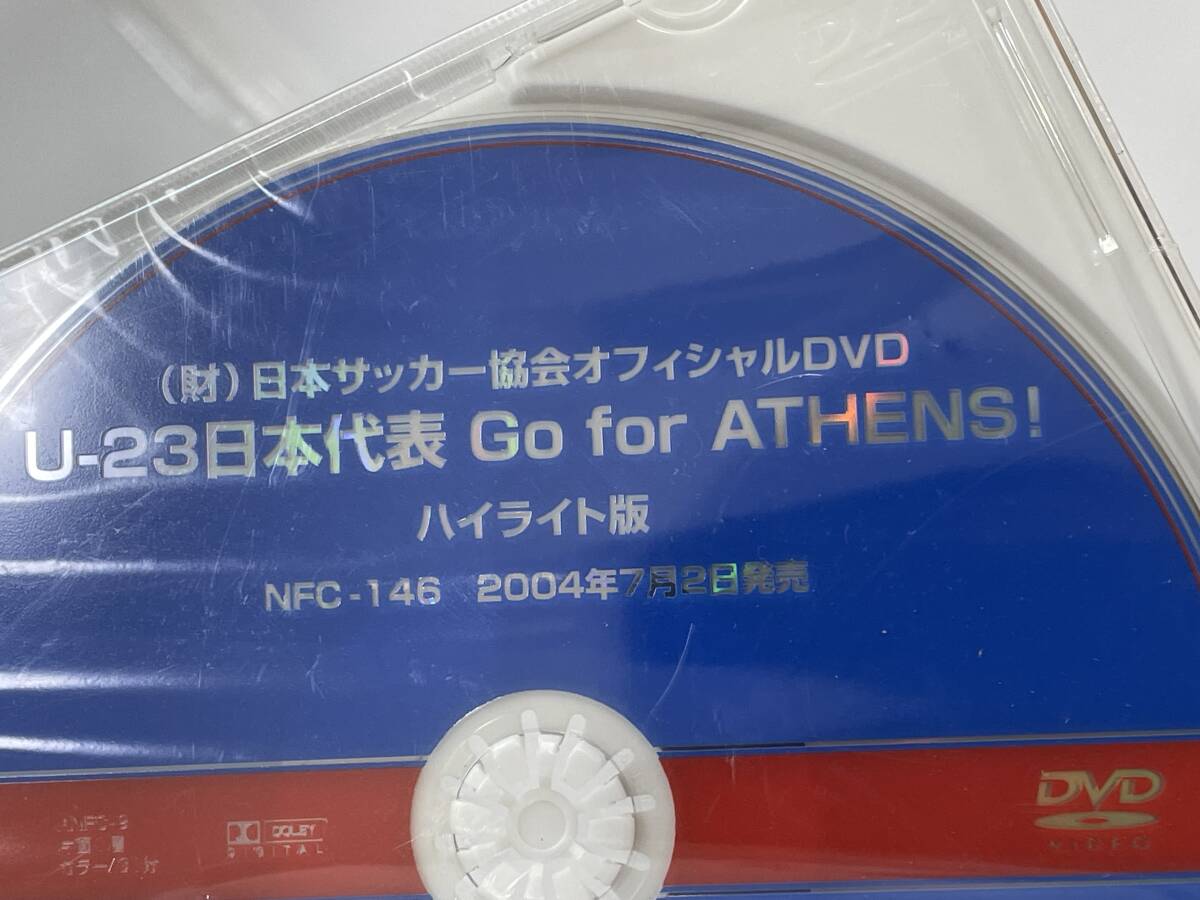 (財)日本サッカー協会オフィシャルDVD
U-23日本代表 Go for ATHENS!
ハイライト版
NFC-146 2004年7月2日発売
DOLBY
DIGITAL
DVD
VIDEO